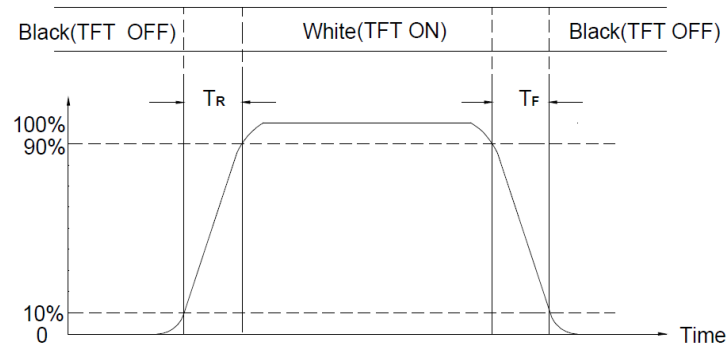 Black(TFT OFF) White(TFT ON) Black(TFT OFF)
TR TF
100%
90%
10%
0
Time